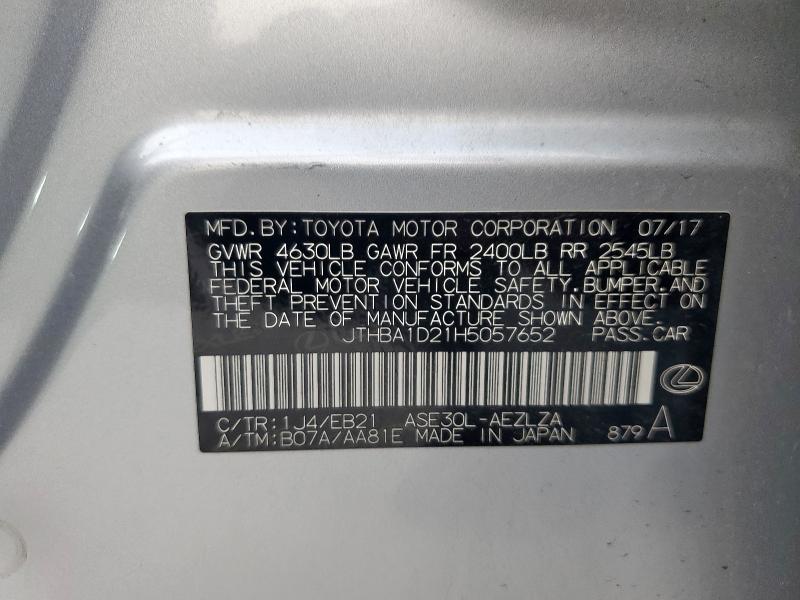 MFD.BY:TOYOTA MOTOR CORPORATION 07/17
GVWR 4630LB GAWR FR 2400LB RR 2545LB
THIS VEHICLE CONFORMS TO ALL APPLICABLE
FEDERAL MOTOR VEHICLE SAFETY,BUMPER,AND
THEFT PREVENTION STANDARDS IN EFFECT ON
THE DATE OF MANUFACTURE SHOWN ABOVE.
JTHBA1D21H5057652 PASS.CAR
C/TR:1J4/EB21 ASE30L-AEZLZA
A/TM:B07A/AA81E MADE IN JAPAN 879A